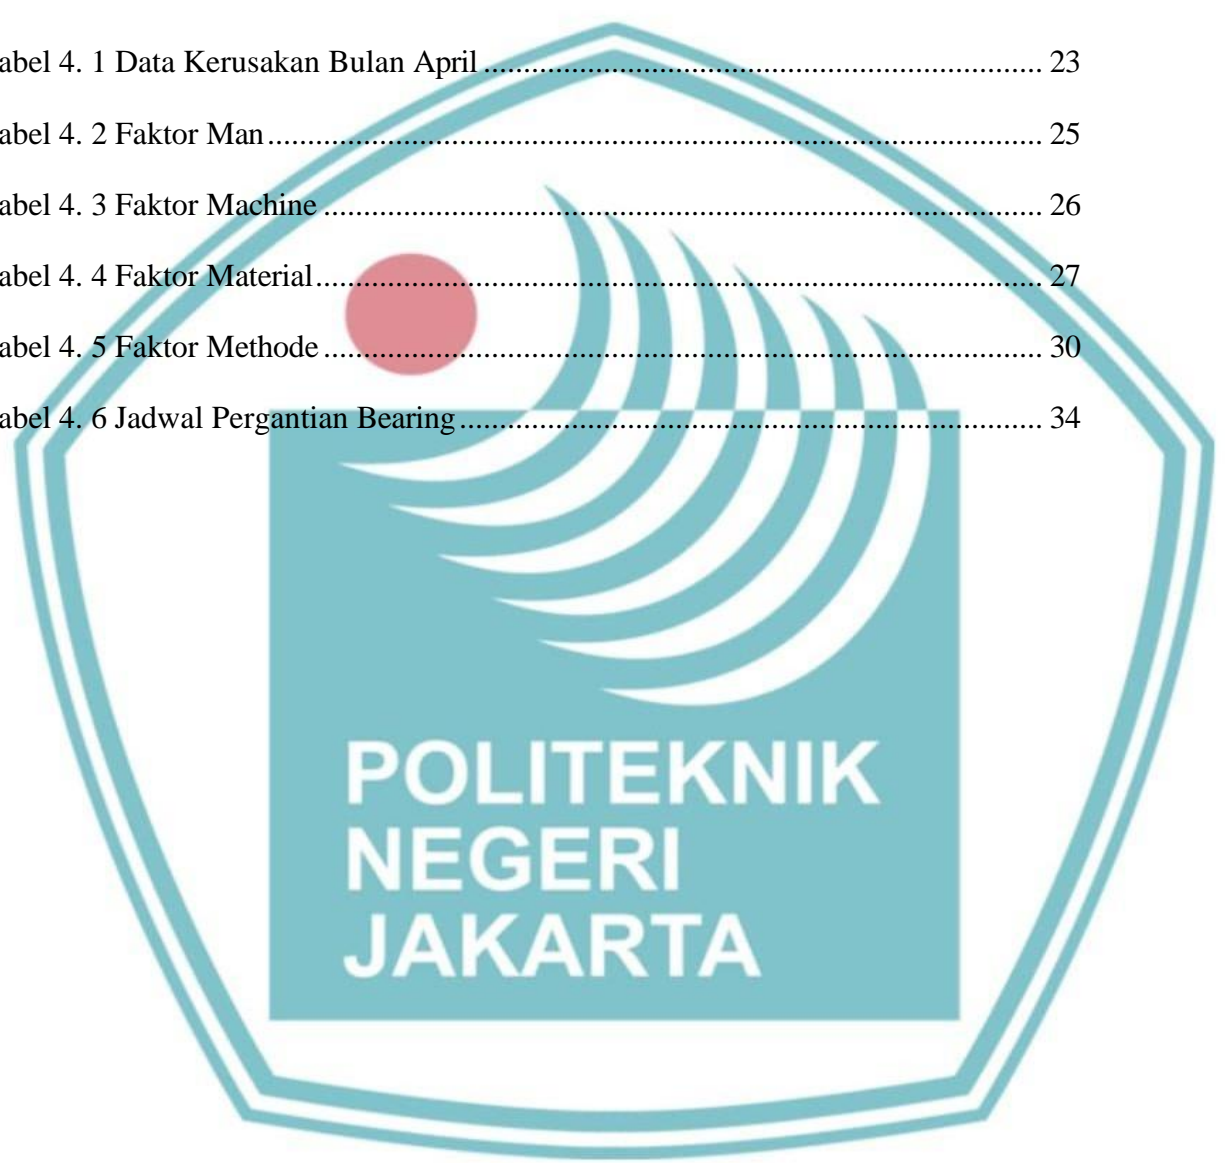 abel 4. 1 Data Kerusakan Bulan April ..................................................................... 23
abel 4. 2 Faktor Man ................................................................................................ 25
abel 4. 3 Faktor Machine ......................................................................................... 26
abel 4. 4 Faktor Material .......................................................................................... 27
abel 4. 5 Faktor Methode ......................................................................................... 30
abel 4. 6 Jadwal Pergantian Bearing ........................................................................ 34
POLITEKNIK
NEGERI
JAKARTA